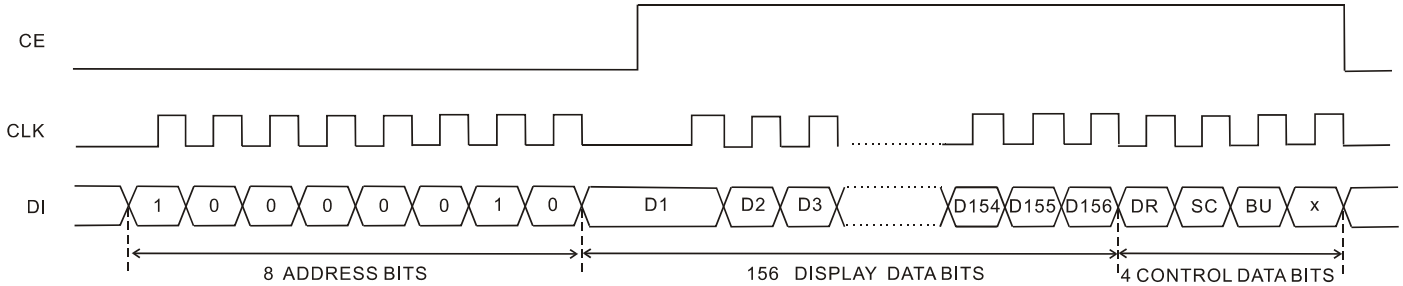 CE
CLK
DI 1 0 0 0 0 0 1 0 D1 D2 D3 D154 D155 D156 DR SC BU x
8 ADDRESS BITS 156 DISPLAY DATA BITS 4 CONTROL DATA BITS